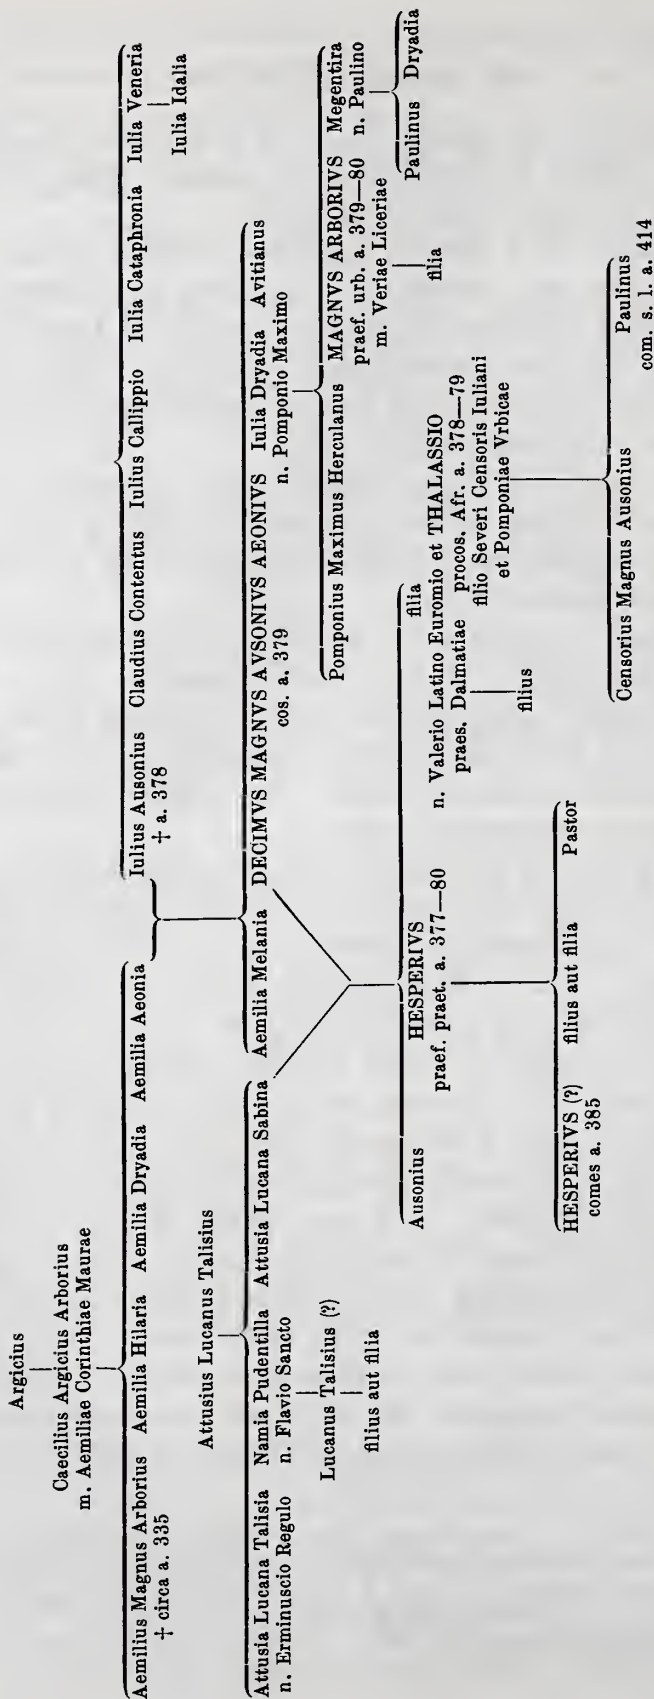 Argicius
Caecilius Argicius Arborius
m. Aemiliae Corinthiae Maurae
Aemilius Magnus Arborius Aemilia Hilaria Aemilia Dryadia Aemilia Aeonia Iulius Ausonius Claudius Contentus Iulius Callippio Iulia Cataphronia Iulia Veneria
† circa a. 335 † a. 378
Iulia Idalia
Attusius Lucanus Talisius
Attusia Lucana Talisia Namia Pudentilla Attusia Lucana Sabina Aemilia Melania DECIMVS MAGNVS AVSONIVS AEONIVS Iulia Dryadia Avitianus
n. Erminuscio Regulo n. Flavio Sancto cos. a. 379 n. Pomponio Maximo
Lucanus Talisius (?) Pomponius Maximus Herculanus MAGNVS ARBORIVS Megentira
praef. urb. a. 379—80 n. Paulino
m. Veriae Liceriae
filius aut filia
filia Paulinus Dryadia
Ausonius HESPERIVS filia
praef. praet. a. 377—80 n. Valerio Latino Euromio et THALASSIO
praes. Dalmatiae procos. Afr. a. 378—79
filio Severi Censoris Iuliani
et Pomponiae Vrbicae
filius
HESPERIVS (?) filius aut filia Pastor Censorius Magnus Ausonius Paulinus
comes a. 385 com. s. l. a. 414